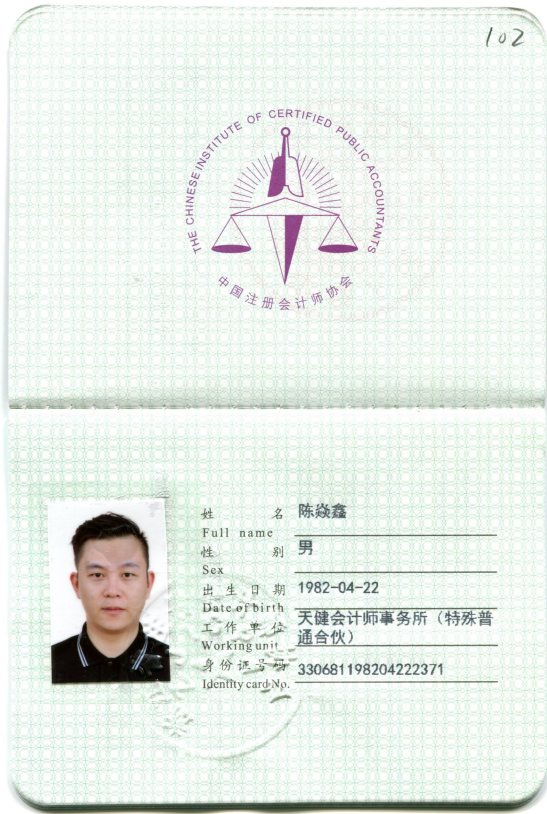 102
THE CHINESE INSTITUTE OF CERTIFIED PUBLIC ACCOUNTANTS
中国注册会计师协会
姓 名 陈焱鑫
Full name
性 别 男
Sex
出 生 日 期 1982-04-22
Date of birth
工 作 单 位 天健会计师事务所（特殊普
通合伙）
Working unit
身 份 证 号 码 330681198204222371
Identity card No.